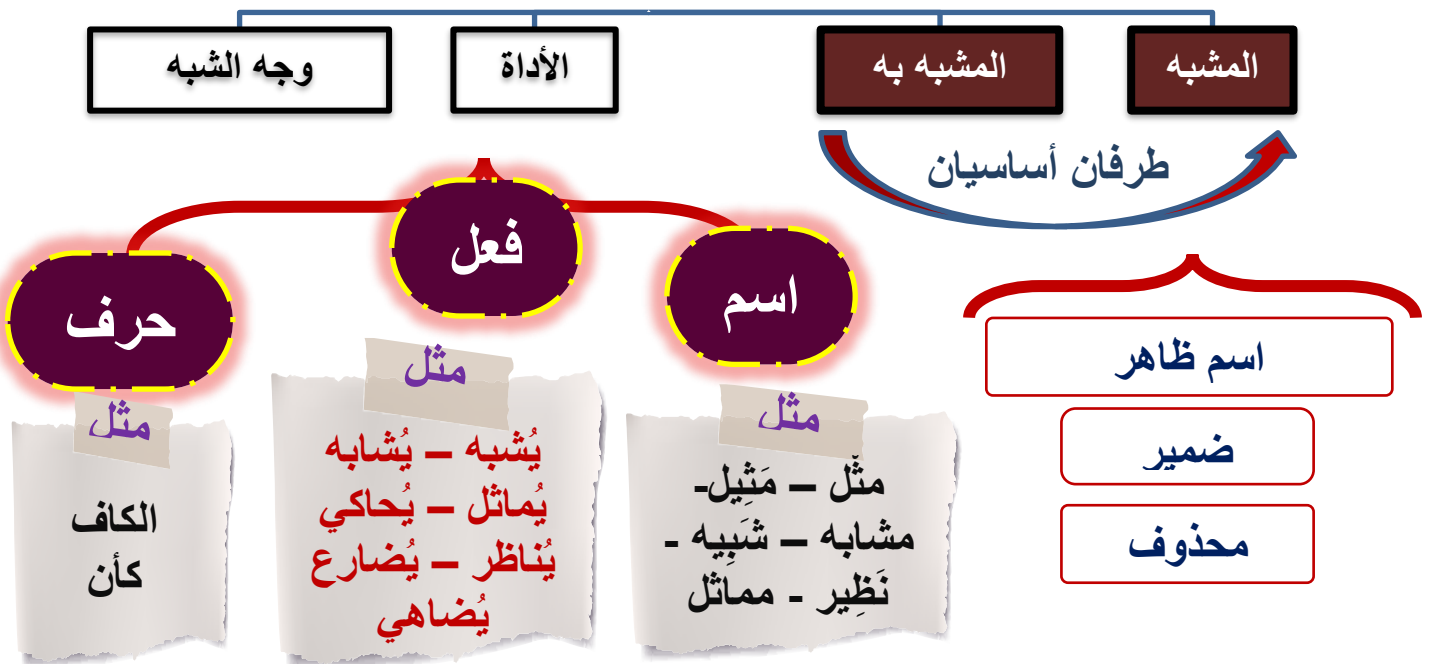 المشبه
المشبه به
الأداة
وجه الشبه
طرفان أساسيان
اسم ظاهر
ضمير
محذوف
اسم
مثل
مثْل – مَثِيل-
مشابه – شَبِيه -
نَظِير - مماثل
فعل
مثل
يُشبه – يُشابه
يُماثل – يُحاكي
يُناظر – يُضارع
يُضاهي
حرف
مثل
الكاف
كأن